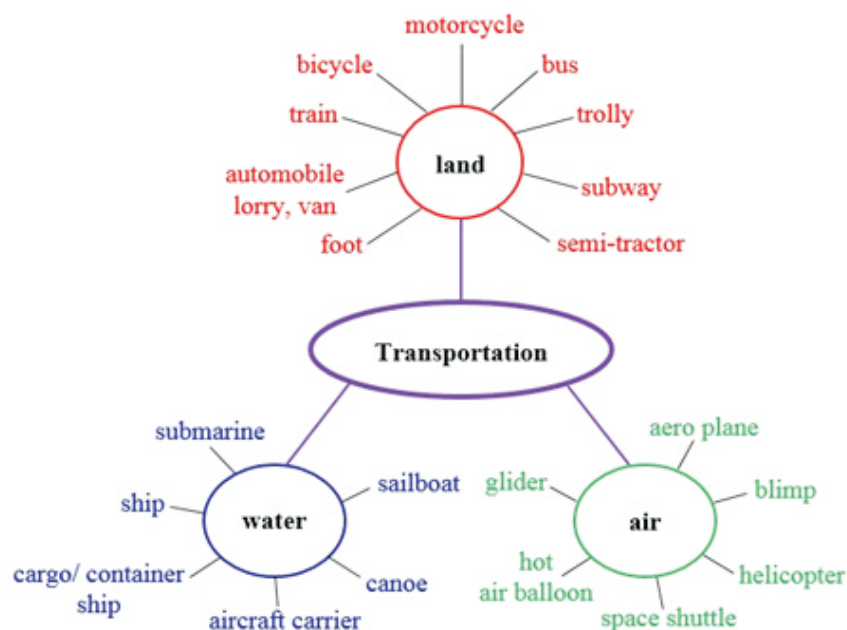 motorcycle
bicycle
bus
train
trolly
land
automobile
lorry, van
subway
foot
semi-tractor
Transportation
submarine
sailboat
ship
water
cargo/ container
ship
canoe
aircraft carrier
aero plane
glider
blimp
air
hot
air balloon
helicopter
space shuttle